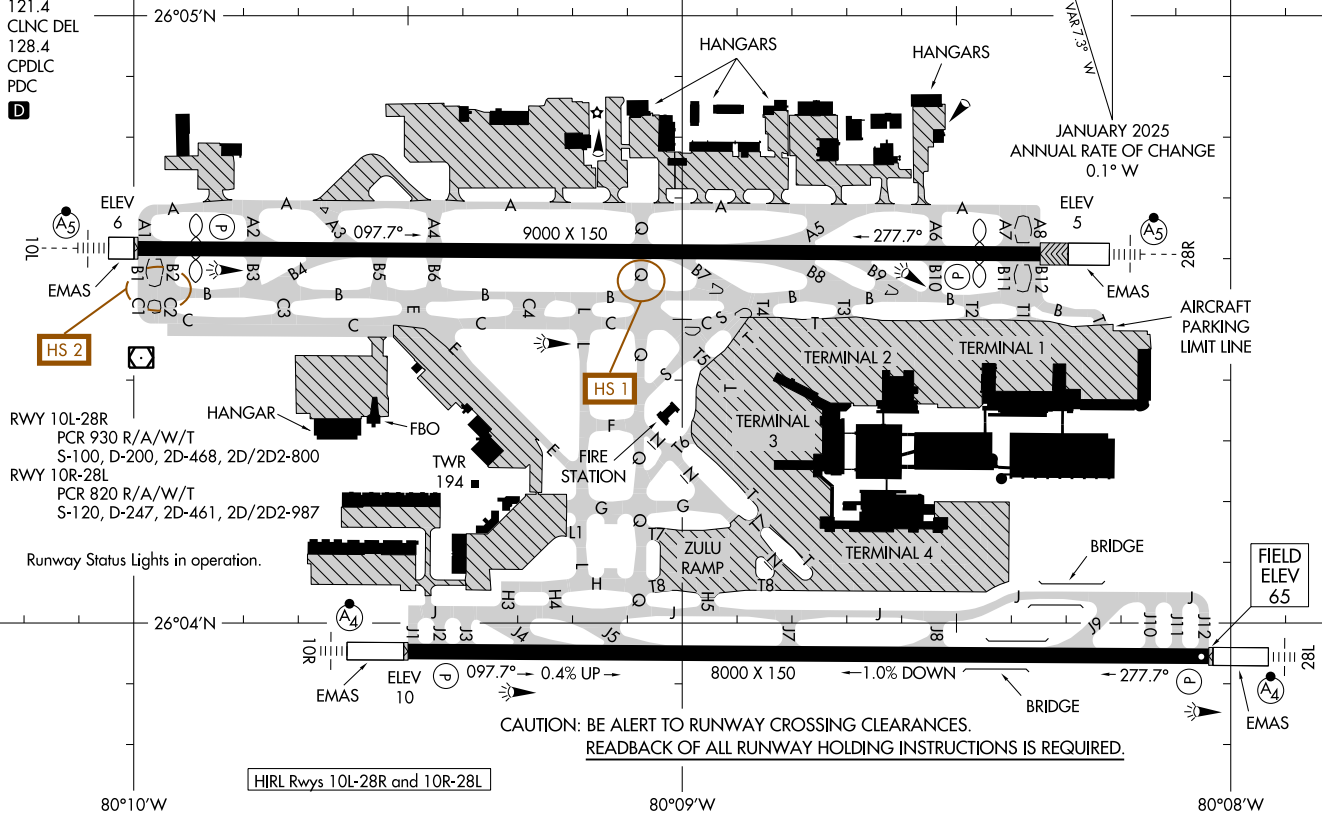 121.4
CLNC DEL
128.4
CPDLC
PDC
D
26°05'N
VAR 7.3° W
JANUARY 2025
ANNUAL RATE OF CHANGE
0.1° W
HANGARS
HANGARS
ELEV
6
ELEV
5
A5
A5
A
A
A
A
A
A1
P
A2
A3
097.7°
A4
9000 X 150
Q
A5
277.7°
A6
A7
A8
10L
28R
EMAS
EMAS
B1
B2
B3
B4
B5
B6
Q
B7
B8
B9
B10
P
B11
B12
C1
C2
B
C3
B
E
B
C4
L
B
T4
B
T3
B
T2
T1
B
T
C
C
C
C
S
T
T
HS 2
HS 1
AIRCRAFT
PARKING
LIMIT LINE
E
L
Q
S
T5
T
TERMINAL 2
TERMINAL 1
TERMINAL
3
TERMINAL 4
RWY 10L-28R
PCR 930 R/A/W/T
S-100, D-200, 2D-468, 2D/2D2-800
RWY 10R-28L
PCR 820 R/A/W/T
S-120, D-247, 2D-461, 2D/2D2-987
Runway Status Lights in operation.
HANGAR
FBO
TWR
194
E
F
FIRE
STATION
N
T6
Q
N
G
G
T
L1
Q
T
T
N
T
ZULU
RAMP
L
H
T8
T8
Q
H3
H4
H5
BRIDGE
FIELD
ELEV
65
26°04'N
A4
J1
J2
J
J3
J4
J5
J
J7
J
J8
J
J9
J10
J11
J
J12
10R
28L
EMAS
ELEV
10
P
097.7°
0.4% UP
8000 X 150
1.0% DOWN
277.7°
P
A4
EMAS
BRIDGE
CAUTION: BE ALERT TO RUNWAY CROSSING CLEARANCES.
READBACK OF ALL RUNWAY HOLDING INSTRUCTIONS IS REQUIRED.
HIRL Rwys 10L-28R and 10R-28L
80°10'W
80°09'W
80°08'W